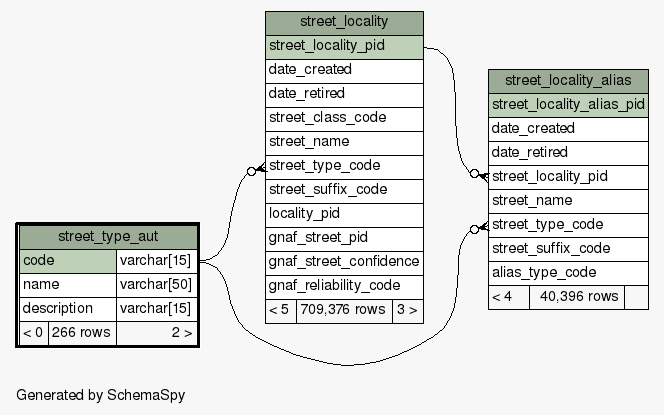 street_locality
street_locality_pid
date_created
date_retired
street_class_code
street_name
street_type_code
street_suffix_code
locality_pid
gnaf_street_pid
gnaf_street_confidence
gnaf_reliability_code
< 5 709,376 rows 3 >
street_locality_alias
street_locality_alias_pid
date_created
date_retired
street_locality_pid
street_name
street_type_code
street_suffix_code
alias_type_code
< 4 40,396 rows
street_type_aut
code varchar[15]
name varchar[50]
description varchar[15]
< 0 266 rows 2 >
Generated by SchemaSpy